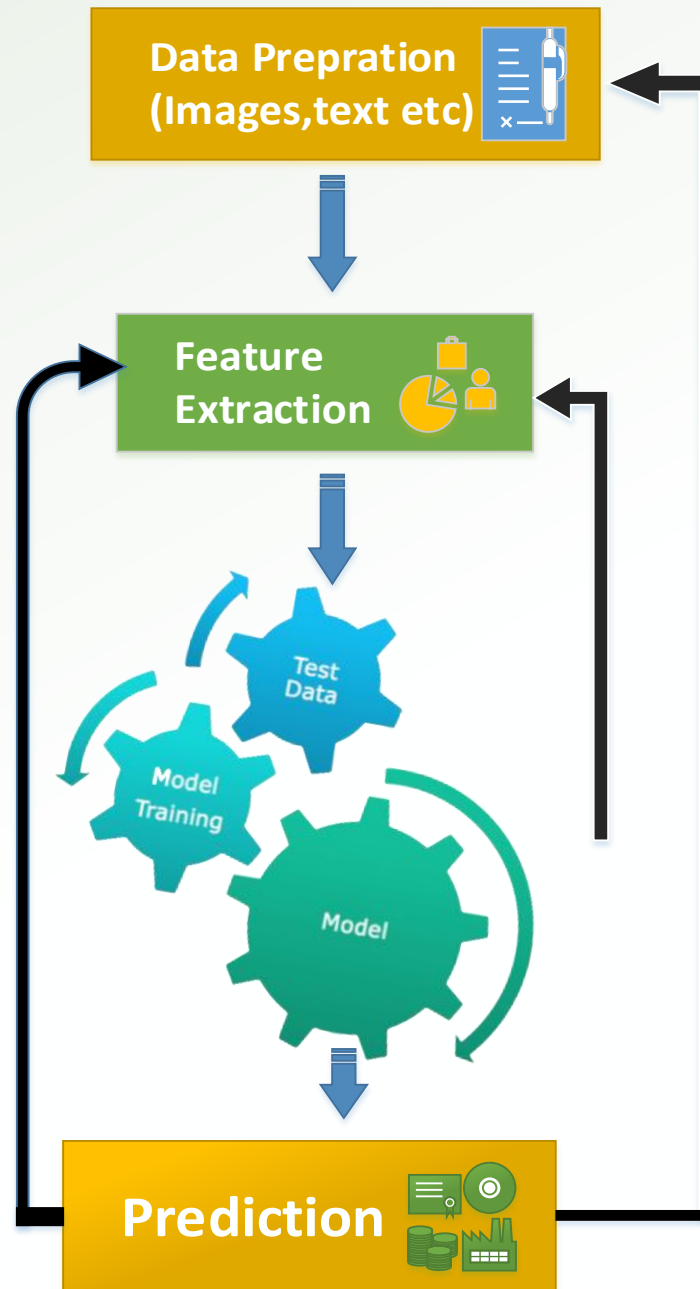 Data Prepration
(Images,text etc)
Feature
Extraction
Test
Data
Model
Training
Model
Prediction